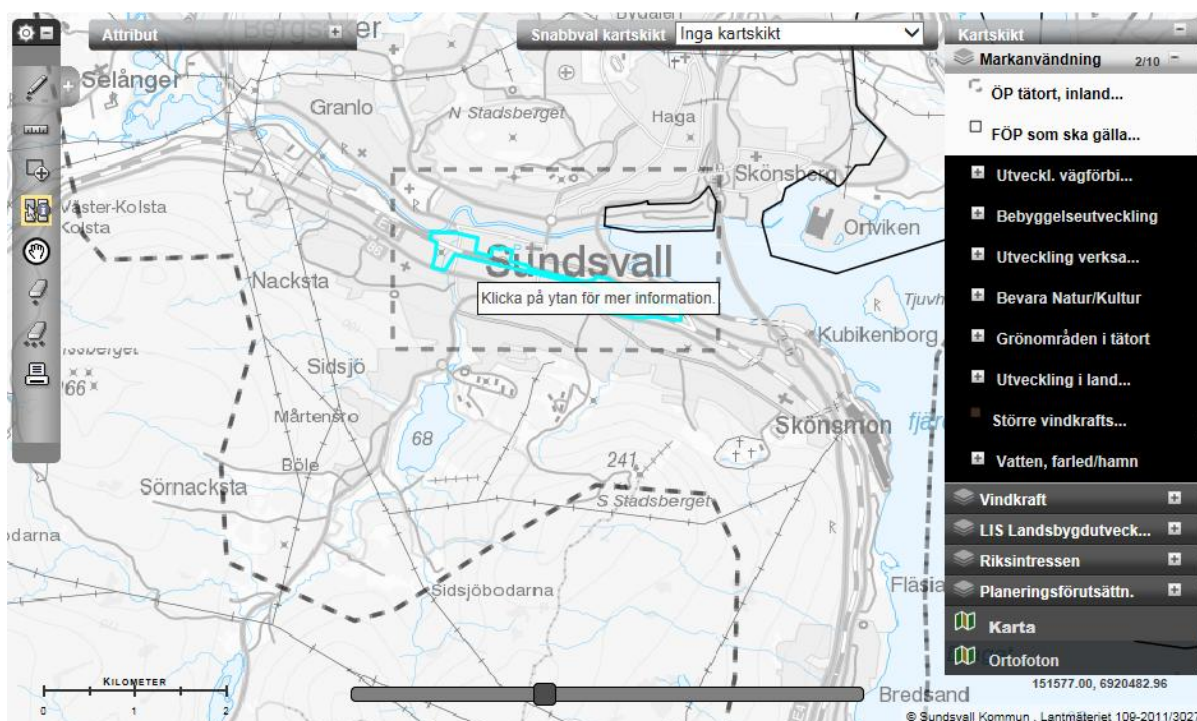 Attribut
Snabbval kartskikt
Inga kartskikt
Kartskikt
Markanvändning 2/10
ÖP tätort, inland...
FÖP som ska gälla...
Utveckl. vägförbi...
Bebyggelseutveckling
Utveckling verksa...
Bevara Natur/Kultur
Grönområden i tätort
Utveckling i land...
Större vindkrafts...
Vatten, farled/hamn
Vindkraft
LIS Landsbygdutveck...
Riksintressen
Planeringsförutsättn.
Karta
Ortofoton
151577.00, 6920482.96
© Sundsvall Kommun , Lantmäteriet 109-2011/3027
Selånger
Granlo
N Stadsberget
Haga
Skönsberg
Ortviken
Väster-Kolsta
Kolsta
Nacksta
Sundsvall
Klicka på ytan för mer information.
Tjuvh
Kubikenborg
Sidsjö
Mårtensro
68
Skönsmon
241
Böle
Sörnacksta
S Stadsberget
Sidsjöbodarna
Fläsia
Bredsand
KILOMETER
0 1 2
E4